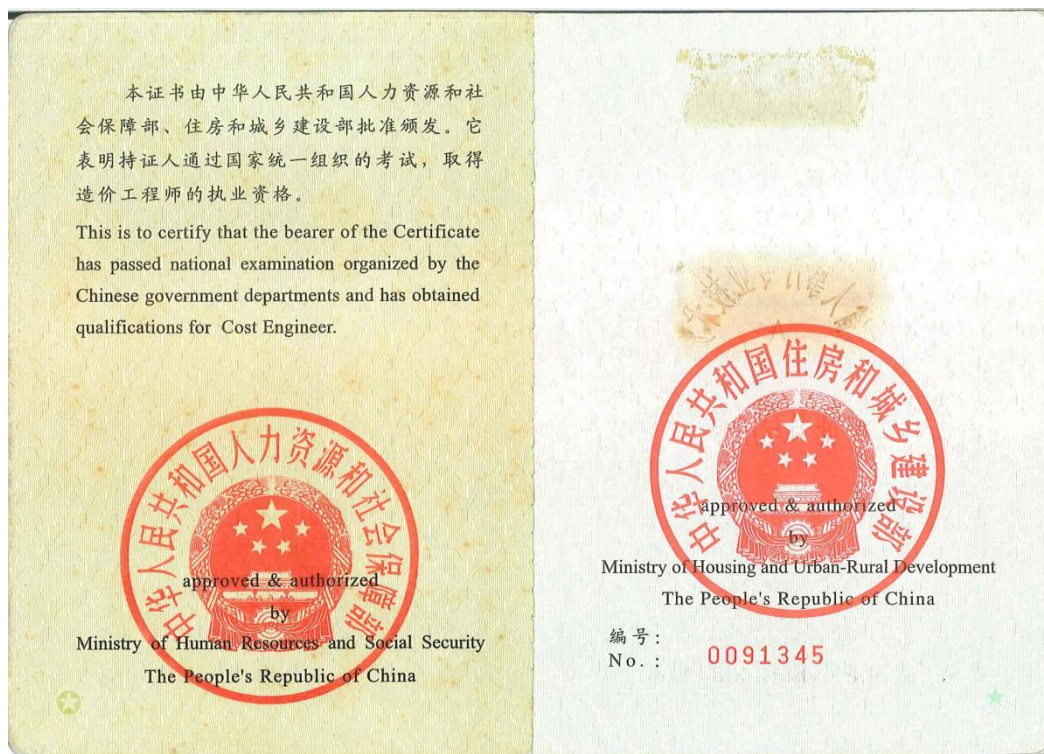 本证书由中华人民共和国人力资源和社
会保障部、住房和城乡建设部批准颁发。它
表明持证人通过国家统一组织的考试，取得
造价工程师的执业资格。
This is to certify that the bearer of the Certificate
has passed national examination organized by the
Chinese government departments and has obtained
qualifications for Cost Engineer.
中华人民共和国人力资源和社会保障部
approved & authorized
by
Ministry of Human Resources and Social Security
The People's Republic of China
中华人民共和国住房和城乡建设部
approved & authorized
by
Ministry of Housing and Urban-Rural Development
The People's Republic of China
编号：
No.： 0091345